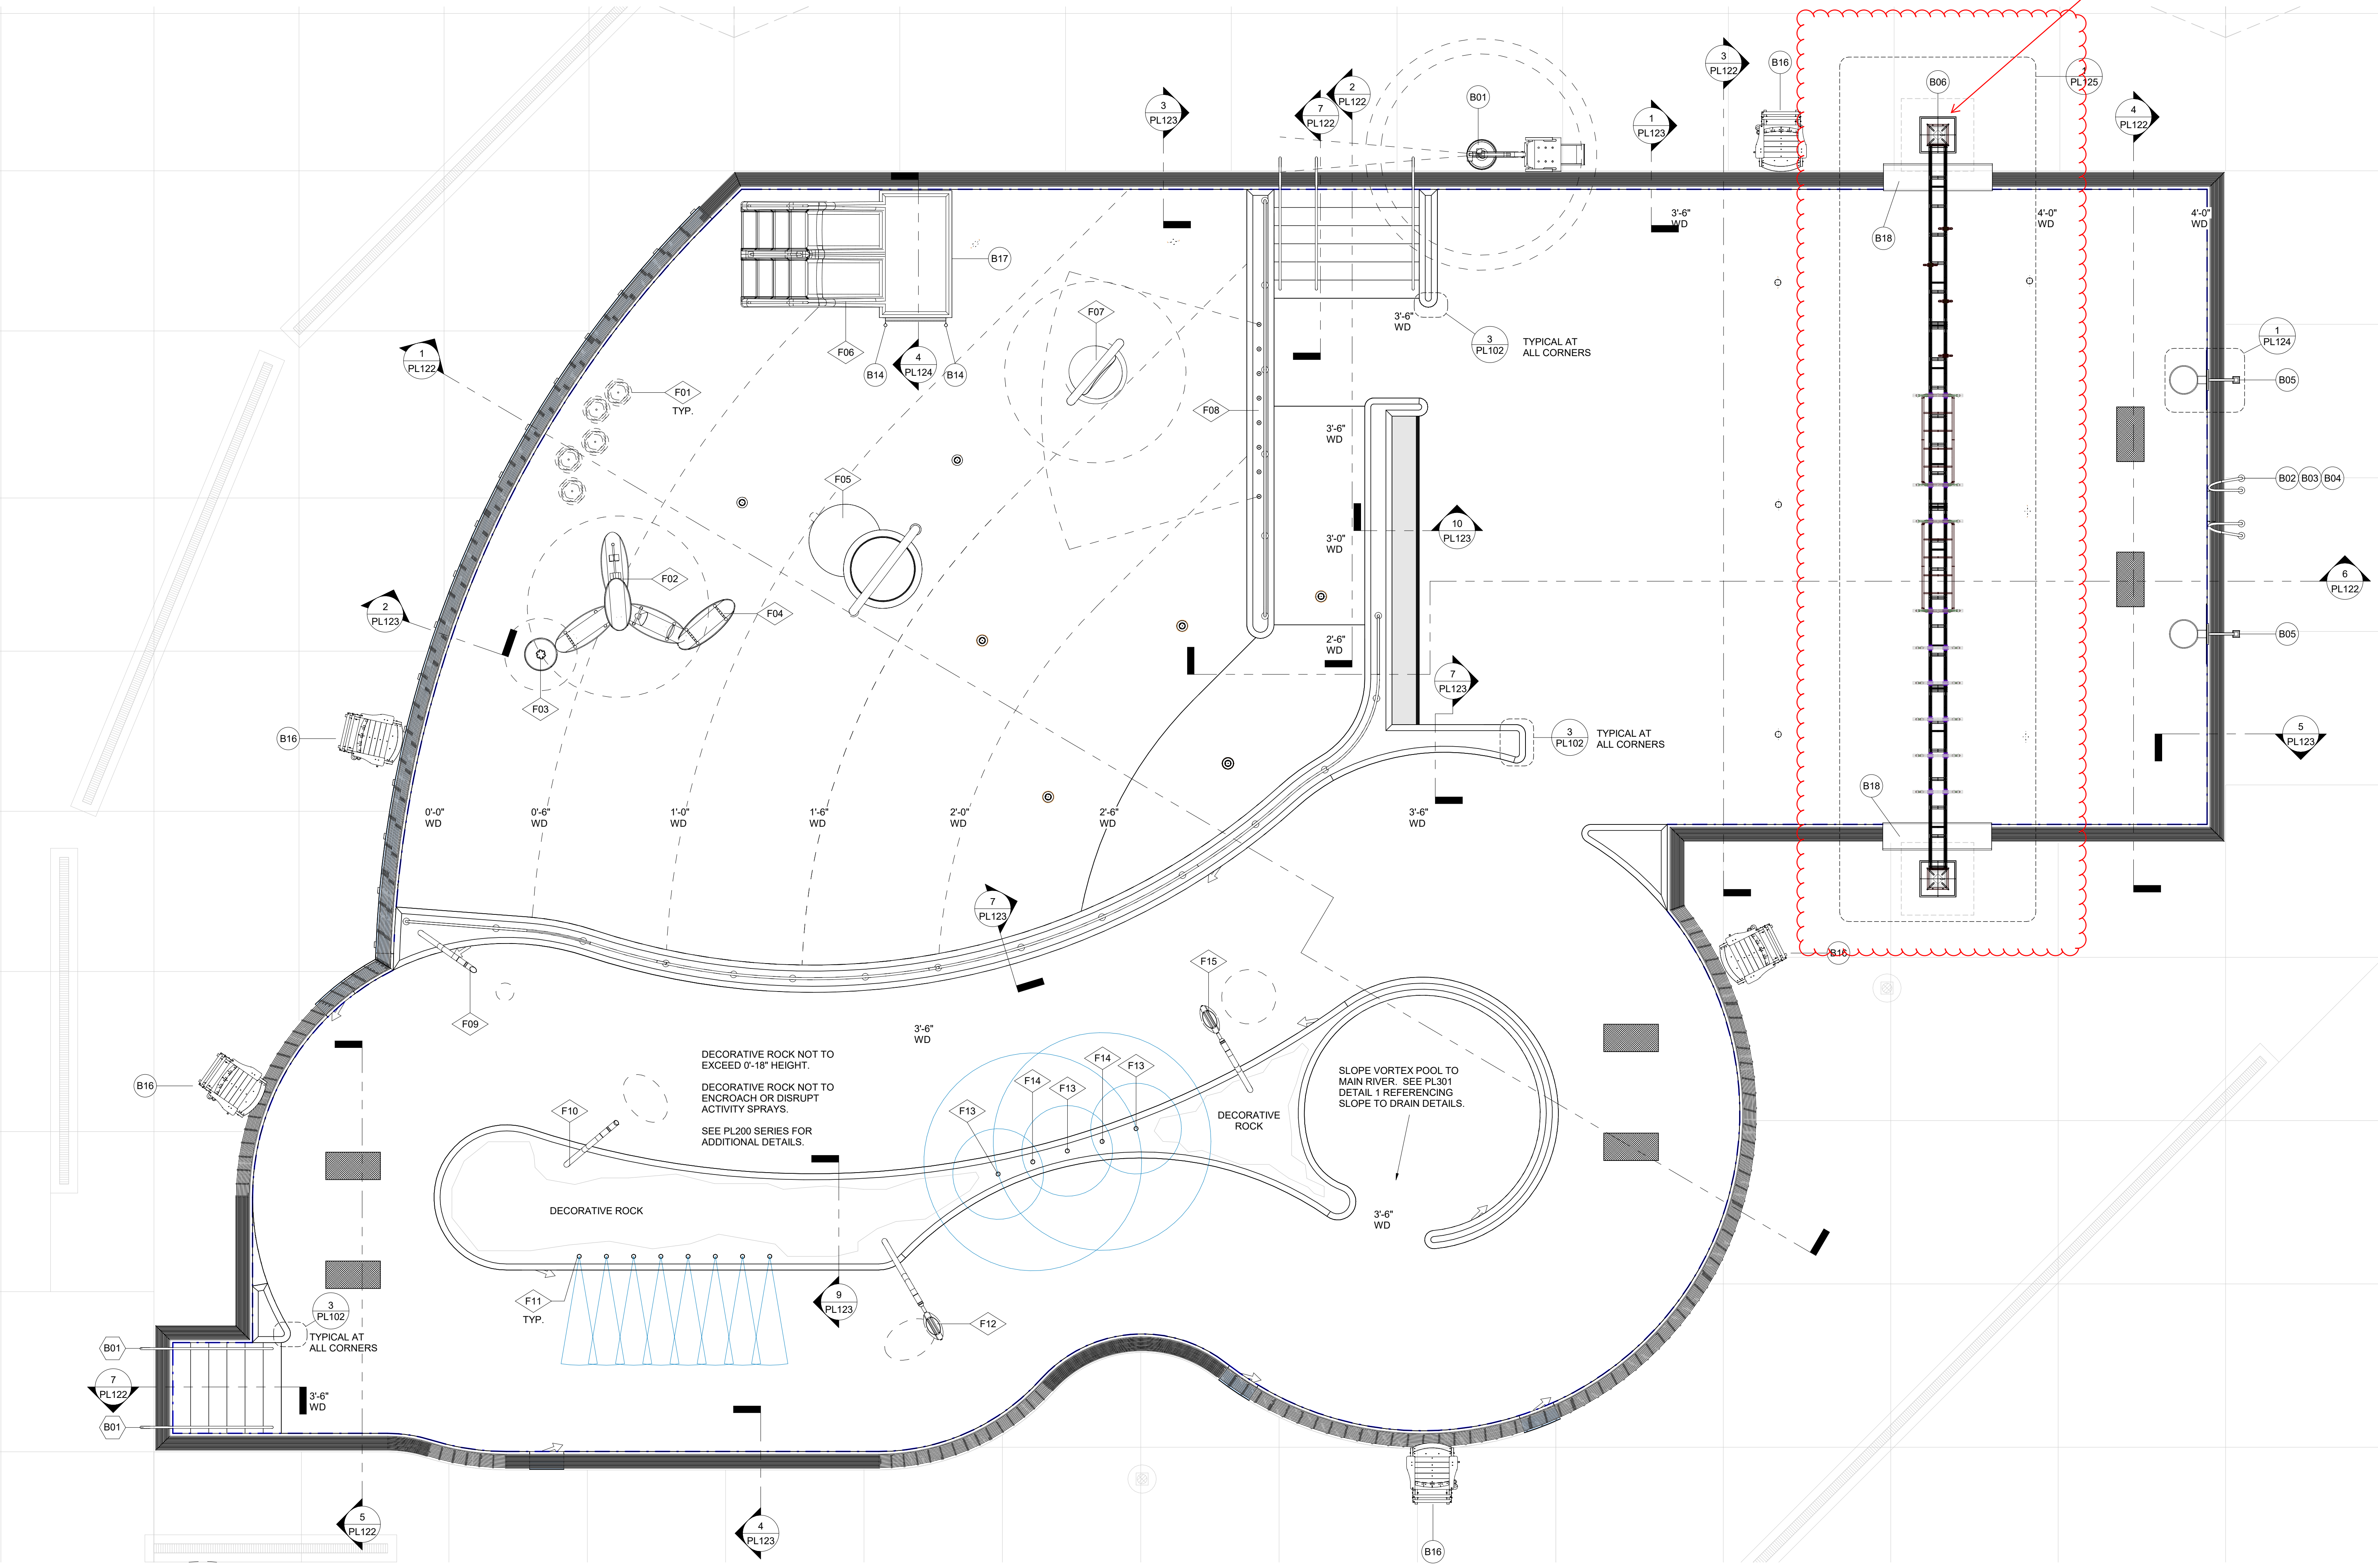 3
PL122
B16
B06
1
PL125
2
PL122
7
PL122
B01
3
PL123
1
PL123
4
PL122
3'-6"
WD
4'-0"
WD
4'-0"
WD
B18
B17
F07
3'-6"
WD
3
PL102
TYPICAL AT
ALL CORNERS
1
PL124
1
PL122
F06
B14
4
PL124
B14
B05
F01
TYP.
F08
3'-6"
WD
F05
B02
B03
B04
10
PL123
3'-0"
WD
6
PL122
F02
2
PL123
F04
2'-6"
WD
B05
7
PL123
F03
B16
3
PL102
TYPICAL AT
ALL CORNERS
5
PL123
B18
0'-0"
WD
0'-6"
WD
1'-0"
WD
1'-6"
WD
2'-0"
WD
2'-6"
WD
3'-6"
WD
7
PL123
B16
F15
F09
3'-6"
WD
DECORATIVE ROCK NOT TO
EXCEED 0'-18" HEIGHT.
DECORATIVE ROCK NOT TO
ENCROACH OR DISRUPT
ACTIVITY SPRAYS.
SEE PL200 SERIES FOR
ADDITIONAL DETAILS.
F14
F13
F14
F13
F13
SLOPE VORTEX POOL TO
MAIN RIVER. SEE PL301
DETAIL 1 REFERENCING
SLOPE TO DRAIN DETAILS.
B16
F10
DECORATIVE
ROCK
DECORATIVE ROCK
3'-6"
WD
F11
TYP.
9
PL123
F12
3
PL102
TYPICAL AT
ALL CORNERS
B01
7
PL122
3'-6"
WD
B01
5
PL122
4
PL123
B16